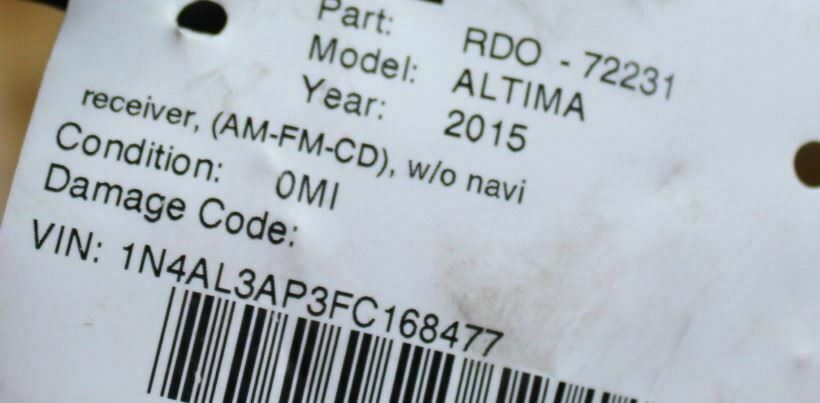 Part: RDO - 72231
Model: ALTIMA
Year: 2015
receiver, (AM-FM-CD), w/o navi
Condition: 0MI
Damage Code:
VIN: 1N4AL3AP3FC168477